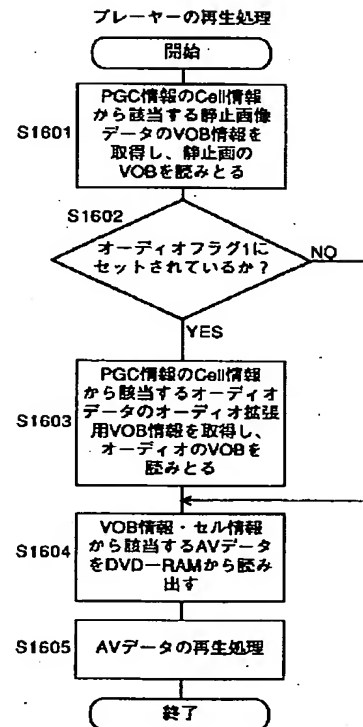 プレーヤーの再生処理
開始
S1601
PGC情報のCell情報
から該当する静止画像
データのVOB情報を
取得し、静止画の
VOBを読みとる
S1602
オーディオフラグ1に
セットされているか?
NO
YES
S1603
PGC情報のCell情報
から該当するオーディオ
データのオーディオ拡張
用VOB情報を取得し、
オーディオのVOBを
読みとる
S1604
VOB情報・セル情報
から該当するAVデータ
をDVD-RAMから読み
出す
S1605
AVデータの再生処理
終了